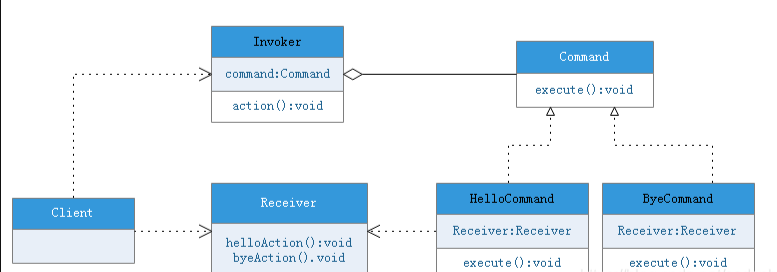 Invoker
command:Command
action():void
Command
execute():void
Client
Receiver
helloAction():void
byeAction().void
HelloCommand
Receiver:Receiver
execute():void
ByeCommand
Receiver:Receiver
execute():void